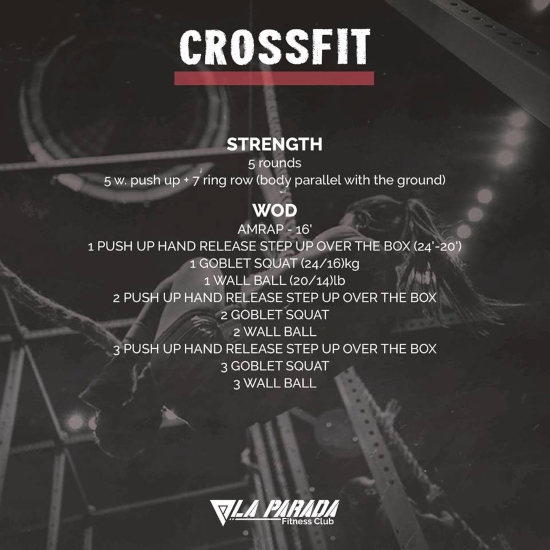 CROSSFIT
STRENGTH
5 rounds
5 w. push up + 7 ring row (body parallel with the ground)
WOD
AMRAP - 16'
1 PUSH UP HAND RELEASE STEP UP OVER THE BOX (24'-20')
1 GOBLET SQUAT (24/16)kg
1 WALL BALL (20/14)lb
2 PUSH UP HAND RELEASE STEP UP OVER THE BOX
2 GOBLET SQUAT
2 WALL BALL
3 PUSH UP HAND RELEASE STEP UP OVER THE BOX
3 GOBLET SQUAT
3 WALL BALL
LA PARADA
Fitness Club